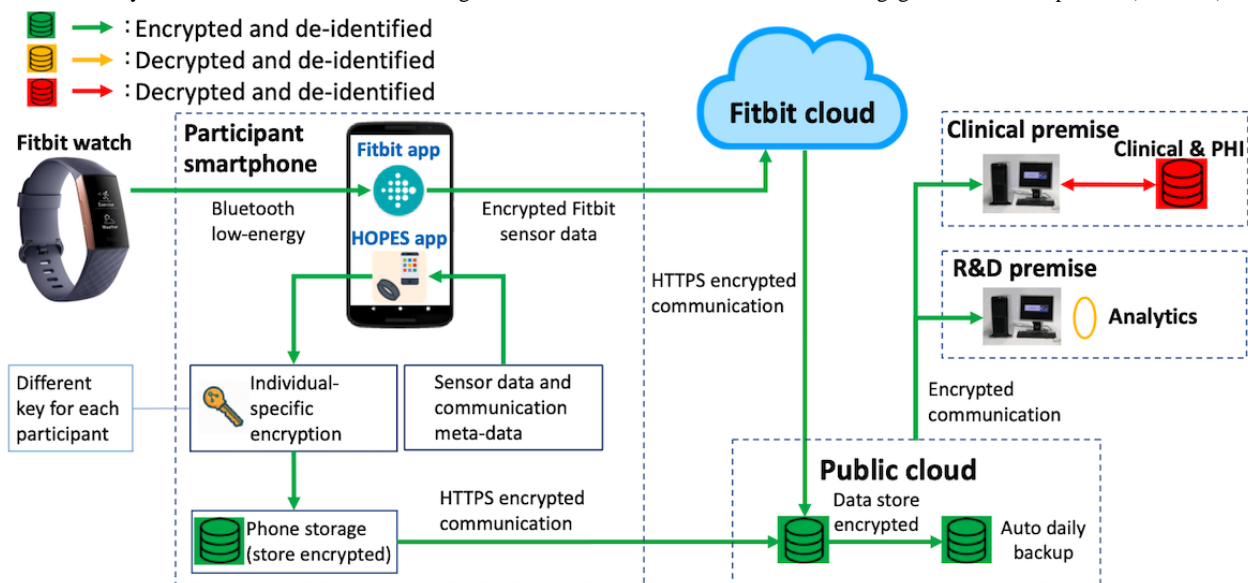 : Encrypted and de-identified
: Decrypted and de-identified
: Decrypted and de-identified
Fitbit watch
Participant
smartphone
Fitbit app
HOPES app
Bluetooth
low-energy
Encrypted Fitbit
sensor data
Fitbit cloud
HTTPS encrypted
communication
Clinical premise
Clinical & PHI
R&D premise
Analytics
Encrypted
communication
Different
key for each
participant
Individual-
specific
encryption
Sensor data and
communication
meta-data
Phone storage
(store encrypted)
HTTPS encrypted
communication
Public cloud
Data store
encrypted
Auto daily
backup